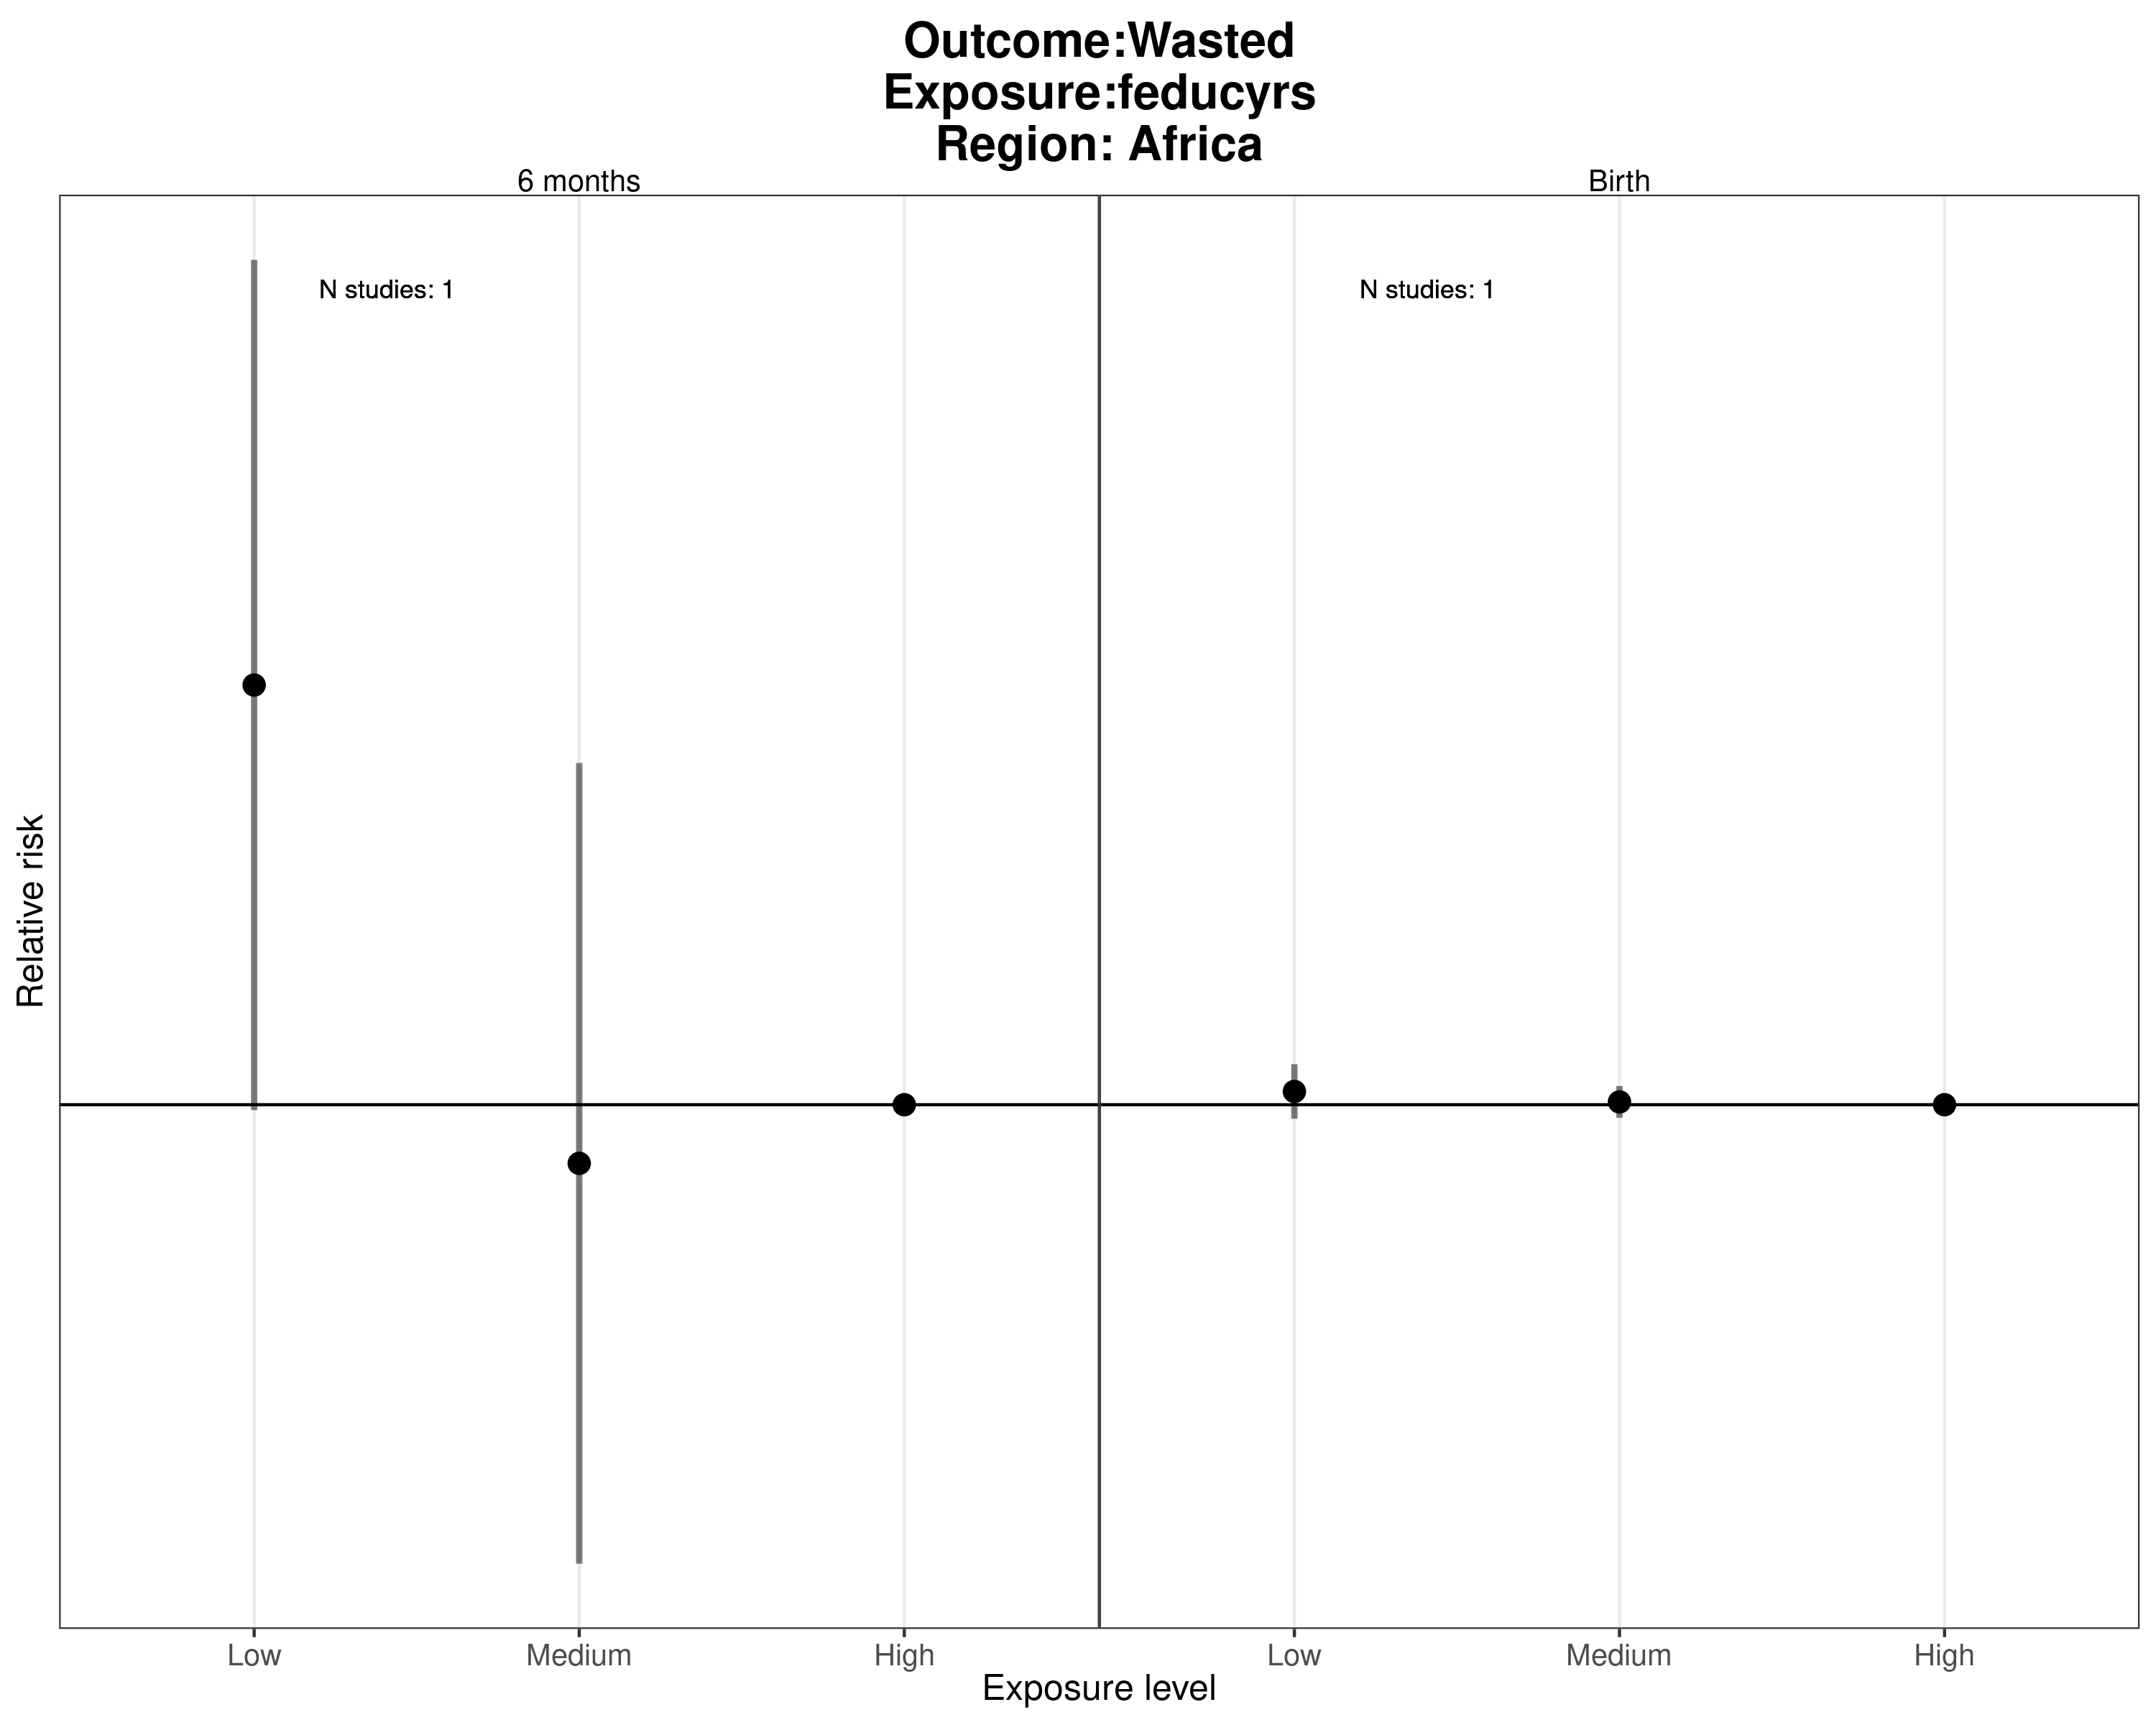 Outcome:Wasted
Exposure:feducyrs
Region: Africa
6 months
Birth
N studies: 1
N studies: 1
Relative risk
Low
Medium
High
Low
Medium
High
Exposure level